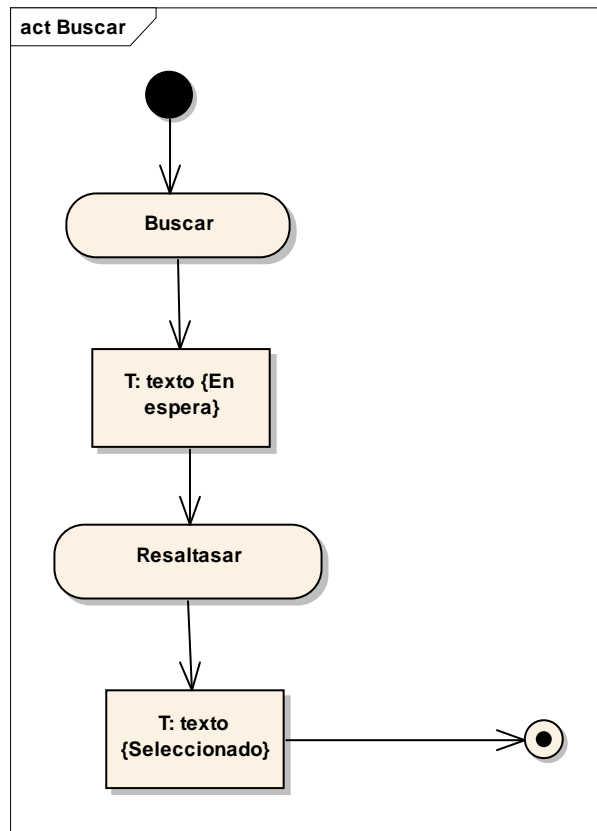 act Buscar
Buscar
T: texto {En
espera}
Resaltasar
T: texto
{Seleccionado}